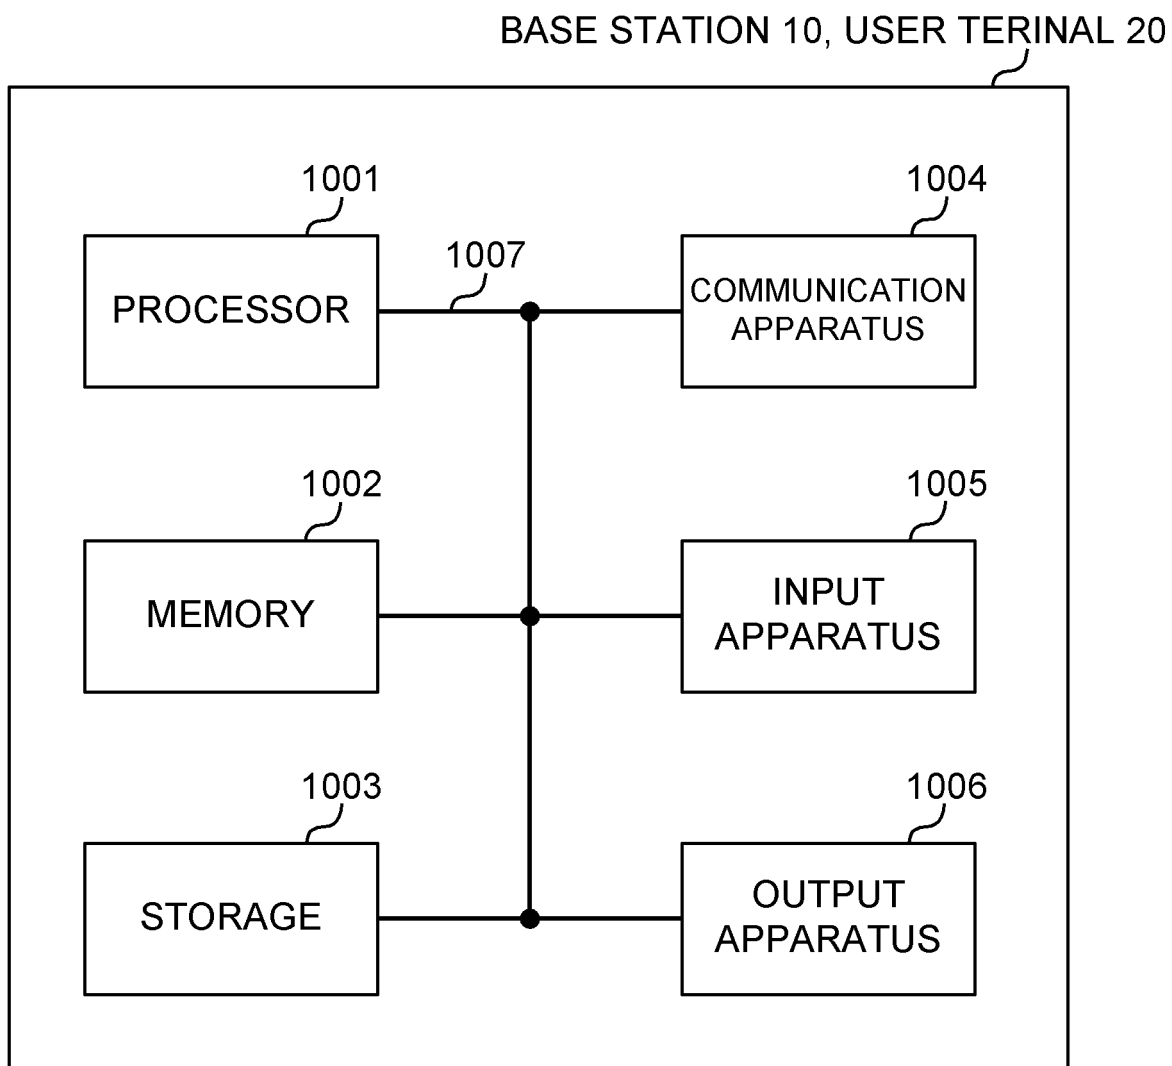 BASE STATION 10, USER TERINAL 20
1001
PROCESSOR
1007
1004
COMMUNICATION
APPARATUS
1002
MEMORY
1005
INPUT
APPARATUS
1003
STORAGE
1006
OUTPUT
APPARATUS